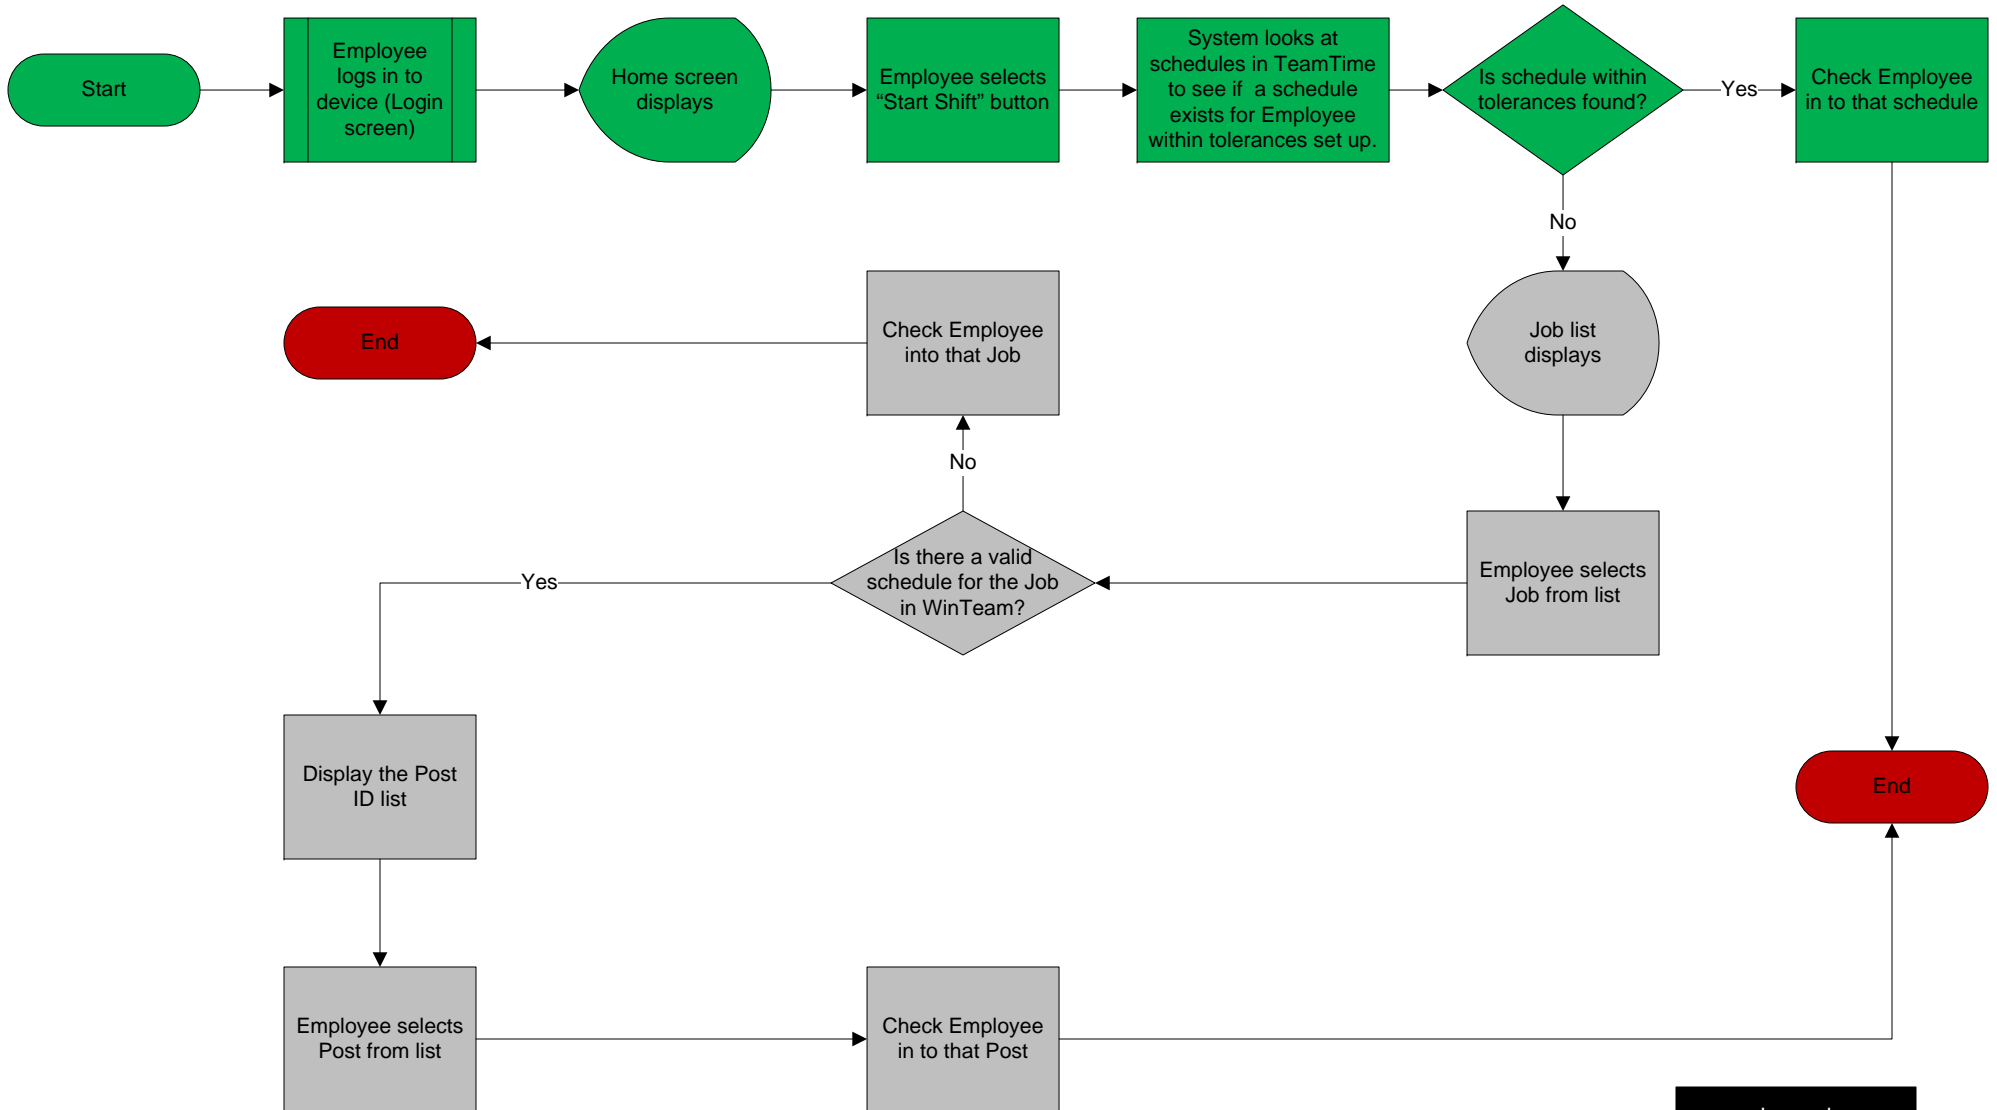 Start
Employee
logs in to
device (Login
screen)
Home screen
displays
Employee selects
“Start Shift” button
System looks at
schedules in TeamTime
to see if a schedule
exists for Employee
within tolerances set up.
Is schedule within
tolerances found?
Yes
Check Employee
in to that schedule
No
End
Check Employee
into that Job
Job list
displays
No
Yes
Is there a valid
schedule for the Job
in WinTeam?
Employee selects
Job from list
Display the Post
ID list
End
Employee selects
Post from list
Check Employee
in to that Post